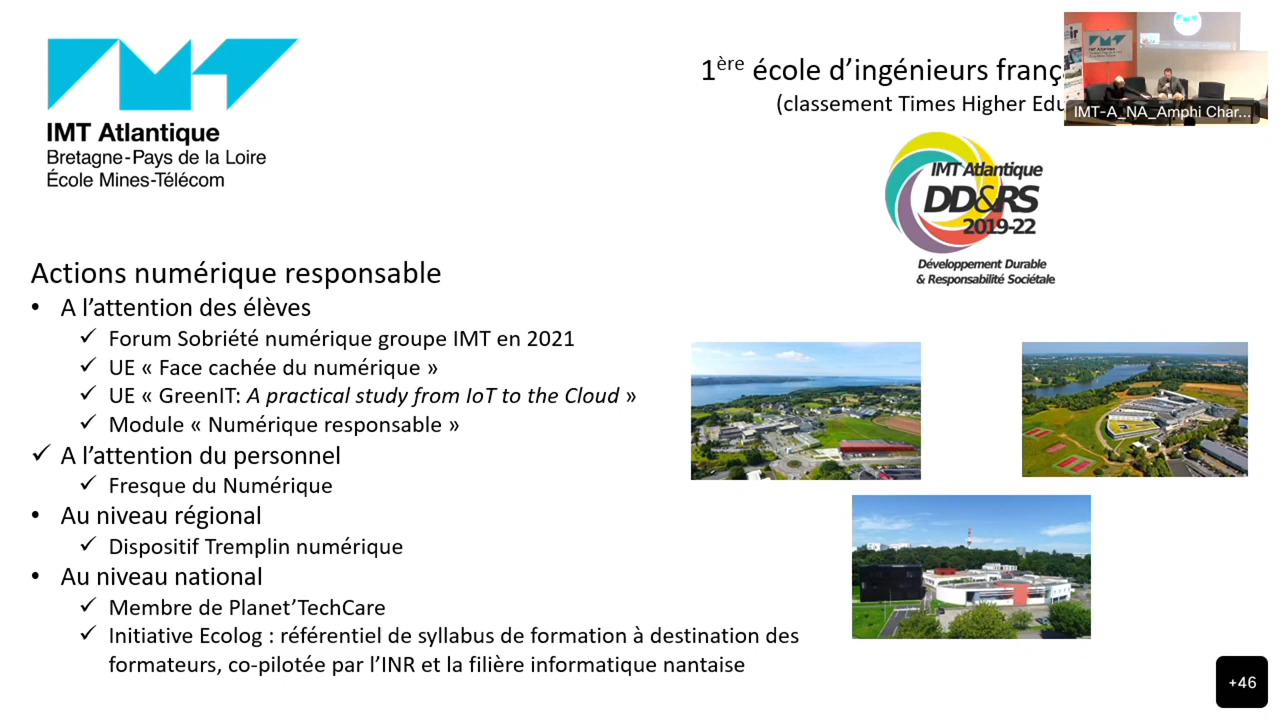 IMT Atlantique
Bretagne-Pays de la Loire
École Mines-Télécom
1ère école d'ingénieurs franç
(classement Times Higher Edu
IMT Atlantique
IMT-A_NA_Amphi Char...
IMT Atlantique
DD&RS
2019-22
Développement Durable
& Responsabilité Sociétale
Actions numérique responsable
• A l'attention des élèves
✓ Forum Sobriété numérique groupe IMT en 2021
✓ UE « Face cachée du numérique »
✓ UE « GreenIT: A practical study from IoT to the Cloud »
✓ Module « Numérique responsable »
✓ A l'attention du personnel
✓ Fresque du Numérique
• Au niveau régional
✓ Dispositif Tremplin numérique
• Au niveau national
✓ Membre de Planet'TechCare
✓ Initiative Ecolog : référentiel de syllabus de formation à destination des
formateurs, co-pilotée par l'INR et la filière informatique nantaise
+46